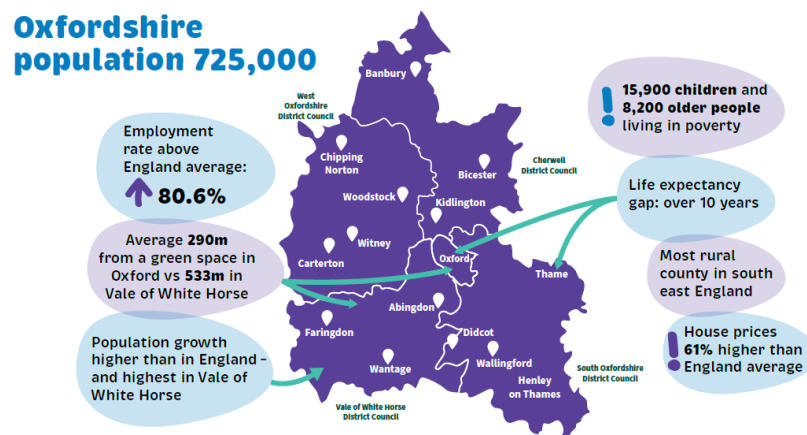 Oxfordshire
population 725,000
Employment
rate above
England average:
80.6%
Average 290m
from a green space in
Oxford vs 533m in
Vale of White Horse
Population growth
higher than in England –
and highest in Vale of
White Horse
Banbury
West
Oxfordshire
District Council
Chipping
Norton
Bicester
Cherwell
District Council
Woodstock
Kidlington
Witney
Carterton
Oxford
Thame
Abingdon
Faringdon
Didcot
Wantage
Wallingford
Henley
on Thames
South Oxfordshire
District Council
Vale of White Horse
District Council
! 15,900 children and
8,200 older people
living in poverty
Life expectancy
gap: over 10 years
Most rural
county in south
east England
! House prices
61% higher than
England average